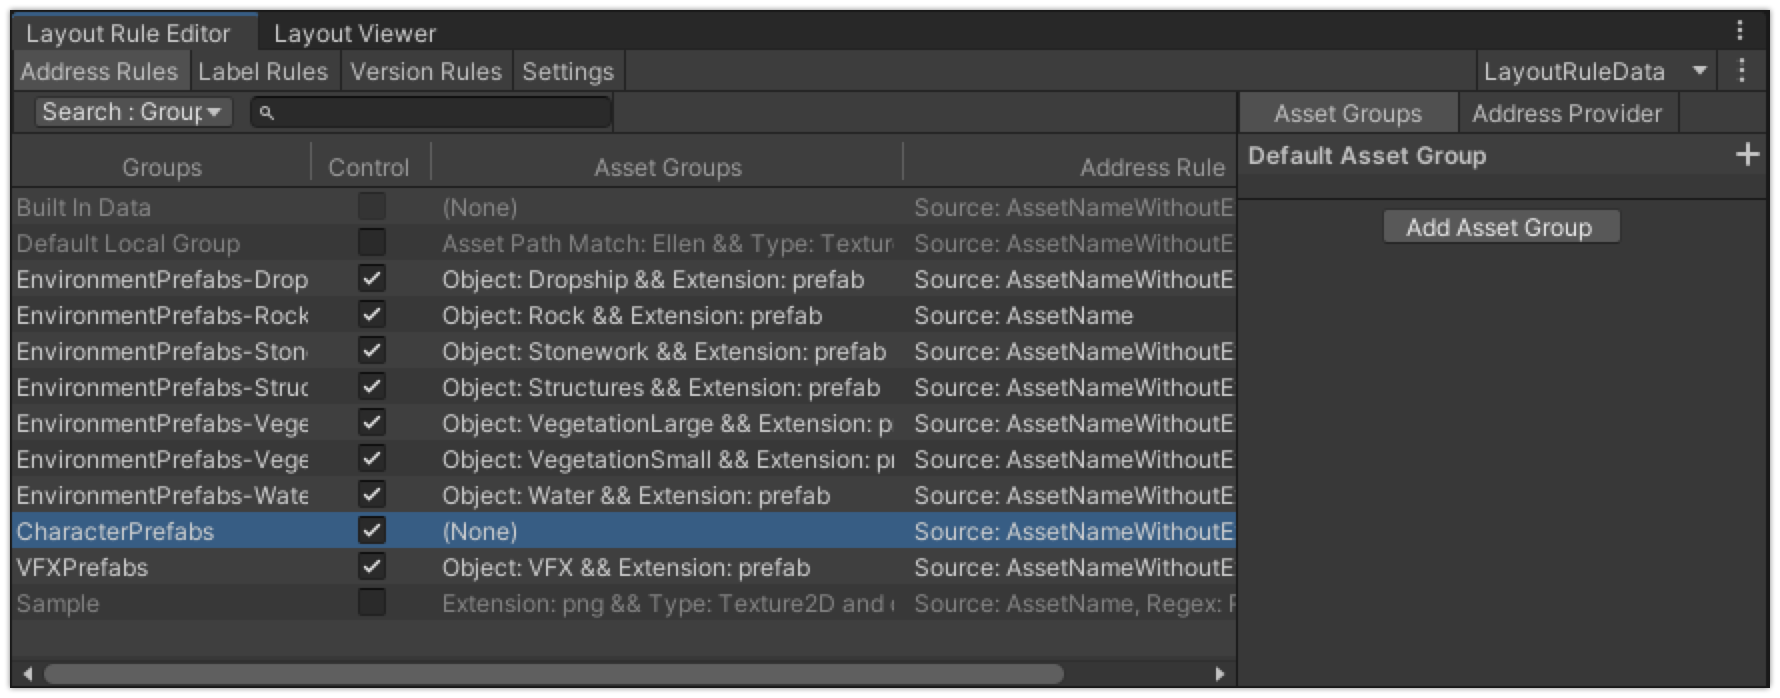 Layout Rule Editor Layout Viewer
Address Rules Label Rules Version Rules Settings LayoutRuleData
Search : Group
Asset Groups Address Provider
Default Asset Group
Add Asset Group
Groups Control Asset Groups Address Rule
Built In Data (None) Source: AssetNameWithoutE
Default Local Group Asset Path Match: Ellen && Type: Textur Source: AssetNameWithoutE
EnvironmentPrefabs-Drop Object: Dropship && Extension: prefab Source: AssetNameWithoutE
EnvironmentPrefabs-Rock Object: Rock && Extension: prefab Source: AssetName
EnvironmentPrefabs-Ston Object: Stonework && Extension: prefab Source: AssetNameWithoutE
EnvironmentPrefabs-Struc Object: Structures && Extension: prefab Source: AssetNameWithoutE
EnvironmentPrefabs-Vege Object: VegetationLarge && Extension: p Source: AssetNameWithoutE
EnvironmentPrefabs-Vege Object: VegetationSmall && Extension: pr Source: AssetNameWithoutE
EnvironmentPrefabs-Wate Object: Water && Extension: prefab Source: AssetNameWithoutE
CharacterPrefabs (None) Source: AssetNameWithoutE
VFXPrefabs Object: VFX && Extension: prefab Source: AssetNameWithoutE
Sample Extension: png && Type: Texture2D and Source: AssetName, Regex: